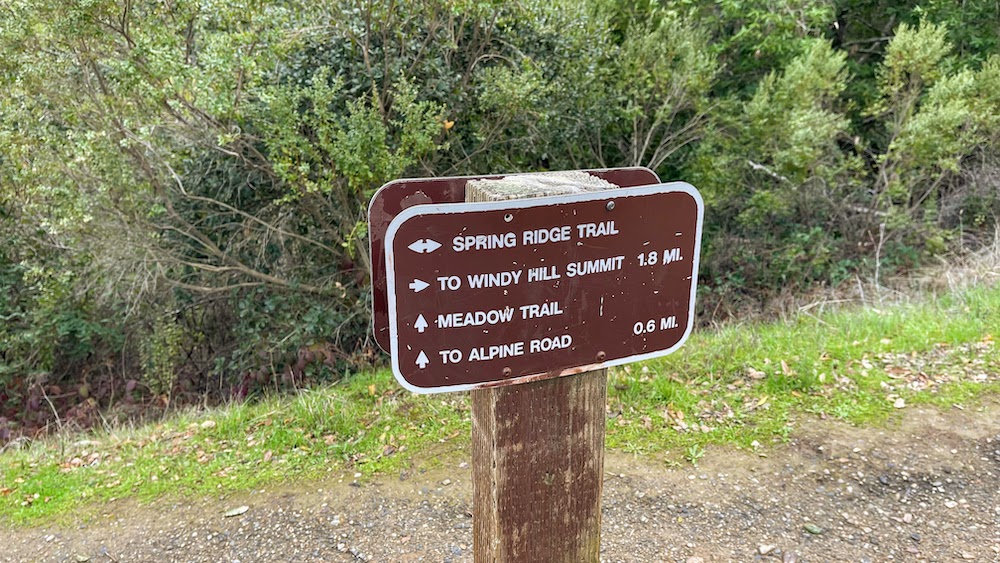 SPRING RIDGE TRAIL
TO WINDY HILL SUMMIT 1.8 MI.
MEADOW TRAIL
TO ALPINE ROAD 0.6 MI.